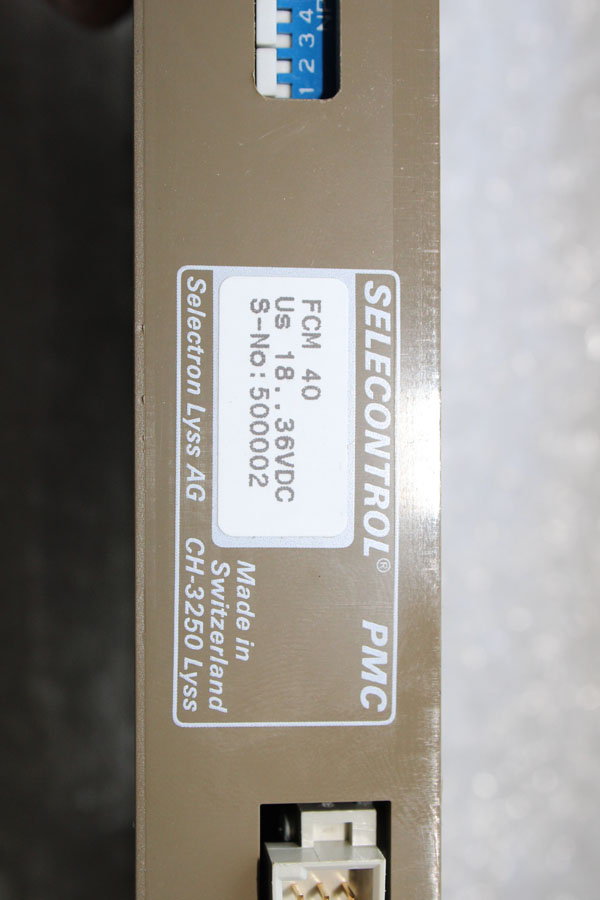 1 2 3 4
SELECONTROL® PMC
FCM 40
Us 18..36VDC
S-No:500002
Made in
Switzerland
Selectron Lyss AG CH-3250 Lyss